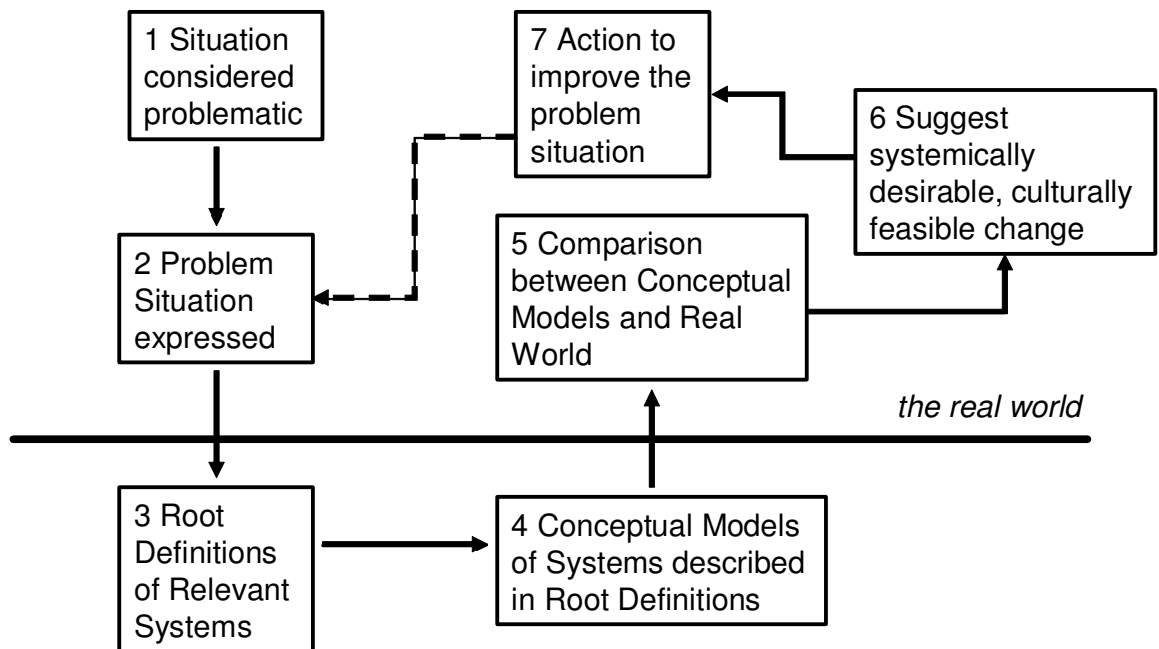 1 Situation
considered
problematic
2 Problem
Situation
expressed
3 Root
Definitions
of Relevant
Systems
4 Conceptual Models
of Systems described
in Root Definitions
5 Comparison
between Conceptual
Models and Real
World
6 Suggest
systemically
desirable, culturally
feasible change
7 Action to
improve the
problem
situation
the real world